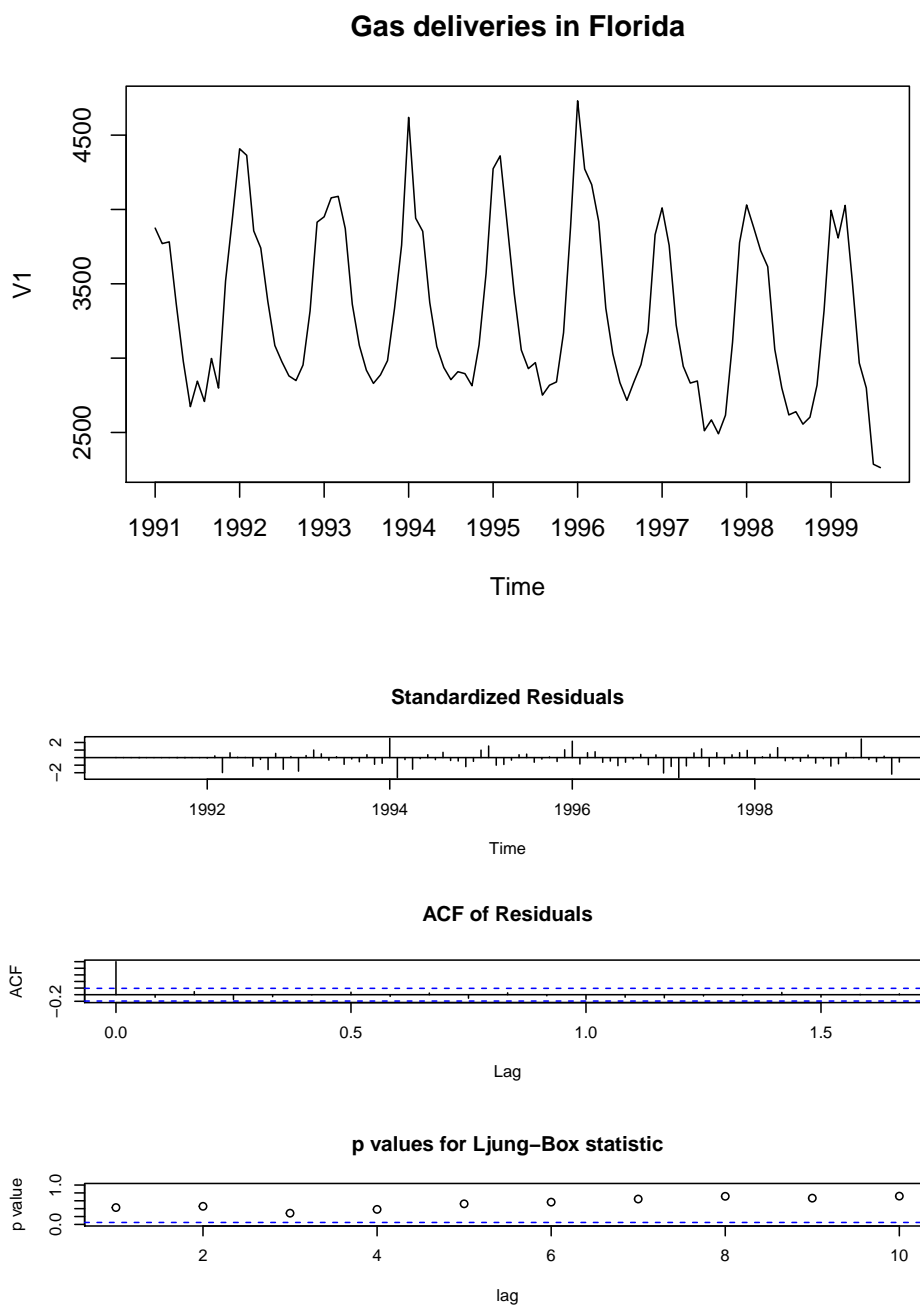 Gas deliveries in Florida
V1
4500
3500
2500
1991 1992 1993 1994 1995 1996 1997 1998 1999
Time
Standardized Residuals
2
−2
1992 1994 1996 1998
Time
ACF of Residuals
ACF
−0.2
0.0 0.5 1.0 1.5
Lag
p values for Ljung−Box statistic
p value
1.0
0.0
2 4 6 8 10
lag